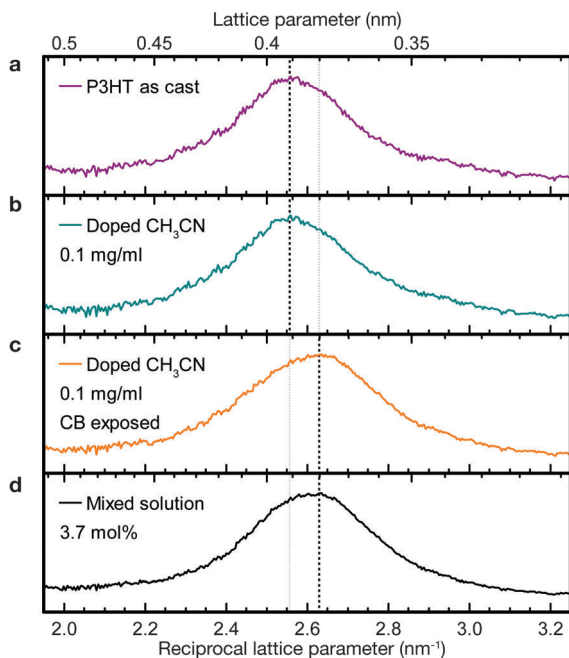 Lattice parameter (nm)
0.5 0.45 0.4 0.35
a
P3HT as cast
b
Doped CH₃CN
0.1 mg/ml
c
Doped CH₃CN
0.1 mg/ml
CB exposed
d
Mixed solution
3.7 mol%
2.0 2.2 2.4 2.6 2.8 3.0 3.2
Reciprocal lattice parameter (nm⁻¹)